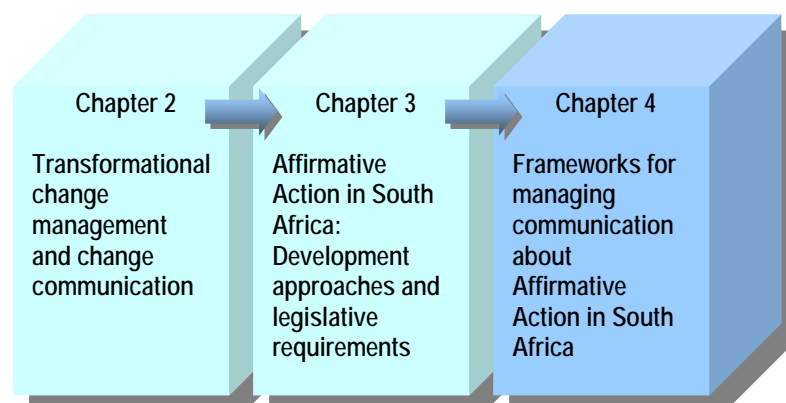 Chapter 2
Transformational
change
management
and change
communication
Chapter 3
Affirmative
Action in South
Africa:
Development
approaches and
legislative
requirements
Chapter 4
Frameworks for
managing
communication
about
Affirmative
Action in South
Africa